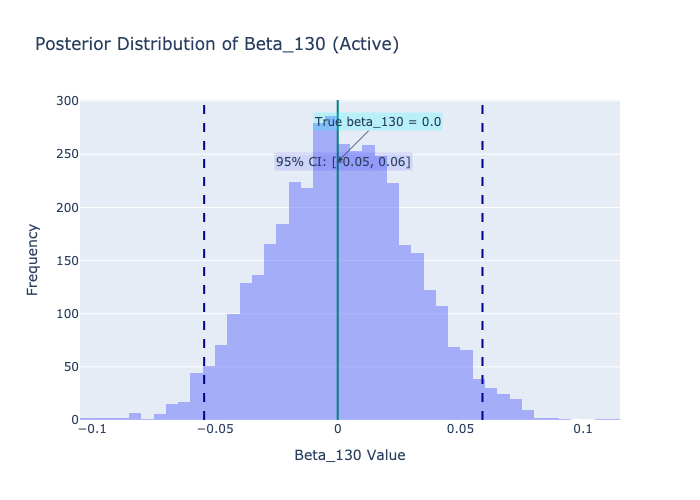 Posterior Distribution of Beta_130 (Active)
300
True beta_130 = 0.0
250
95% CI: [-0.05, 0.06]
200
150
100
50
0
Frequency
−0.1
−0.05
0
0.05
0.1
Beta_130 Value